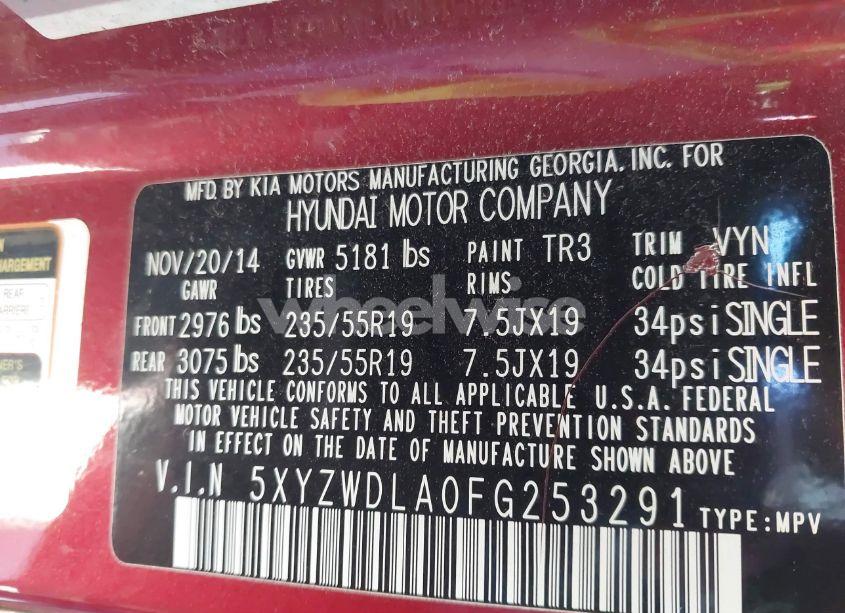 MFD. BY KIA MOTORS MANUFACTURING GEORGIA. INC. FOR
HYUNDAI MOTOR COMPANY
NOV/20/14 GVWR 5181 lbs PAINT TR3 TRIM VYN
GAWR TIRES RIMS COLD TIRE INFL
FRONT 2976 lbs 235/55R19 7.5JX19 34psi SINGLE
REAR 3075 lbs 235/55R19 7.5JX19 34psi SINGLE
THIS VEHICLE CONFORMS TO ALL APPLICABLE U.S.A. FEDERAL
MOTOR VEHICLE SAFETY AND THEFT PREVENTION STANDARDS
IN EFFECT ON THE DATE OF MANUFACTURE SHOWN ABOVE.
V.I.N 5XYZWDLA0FG253291 TYPE:MPV
wheelwise
REAR